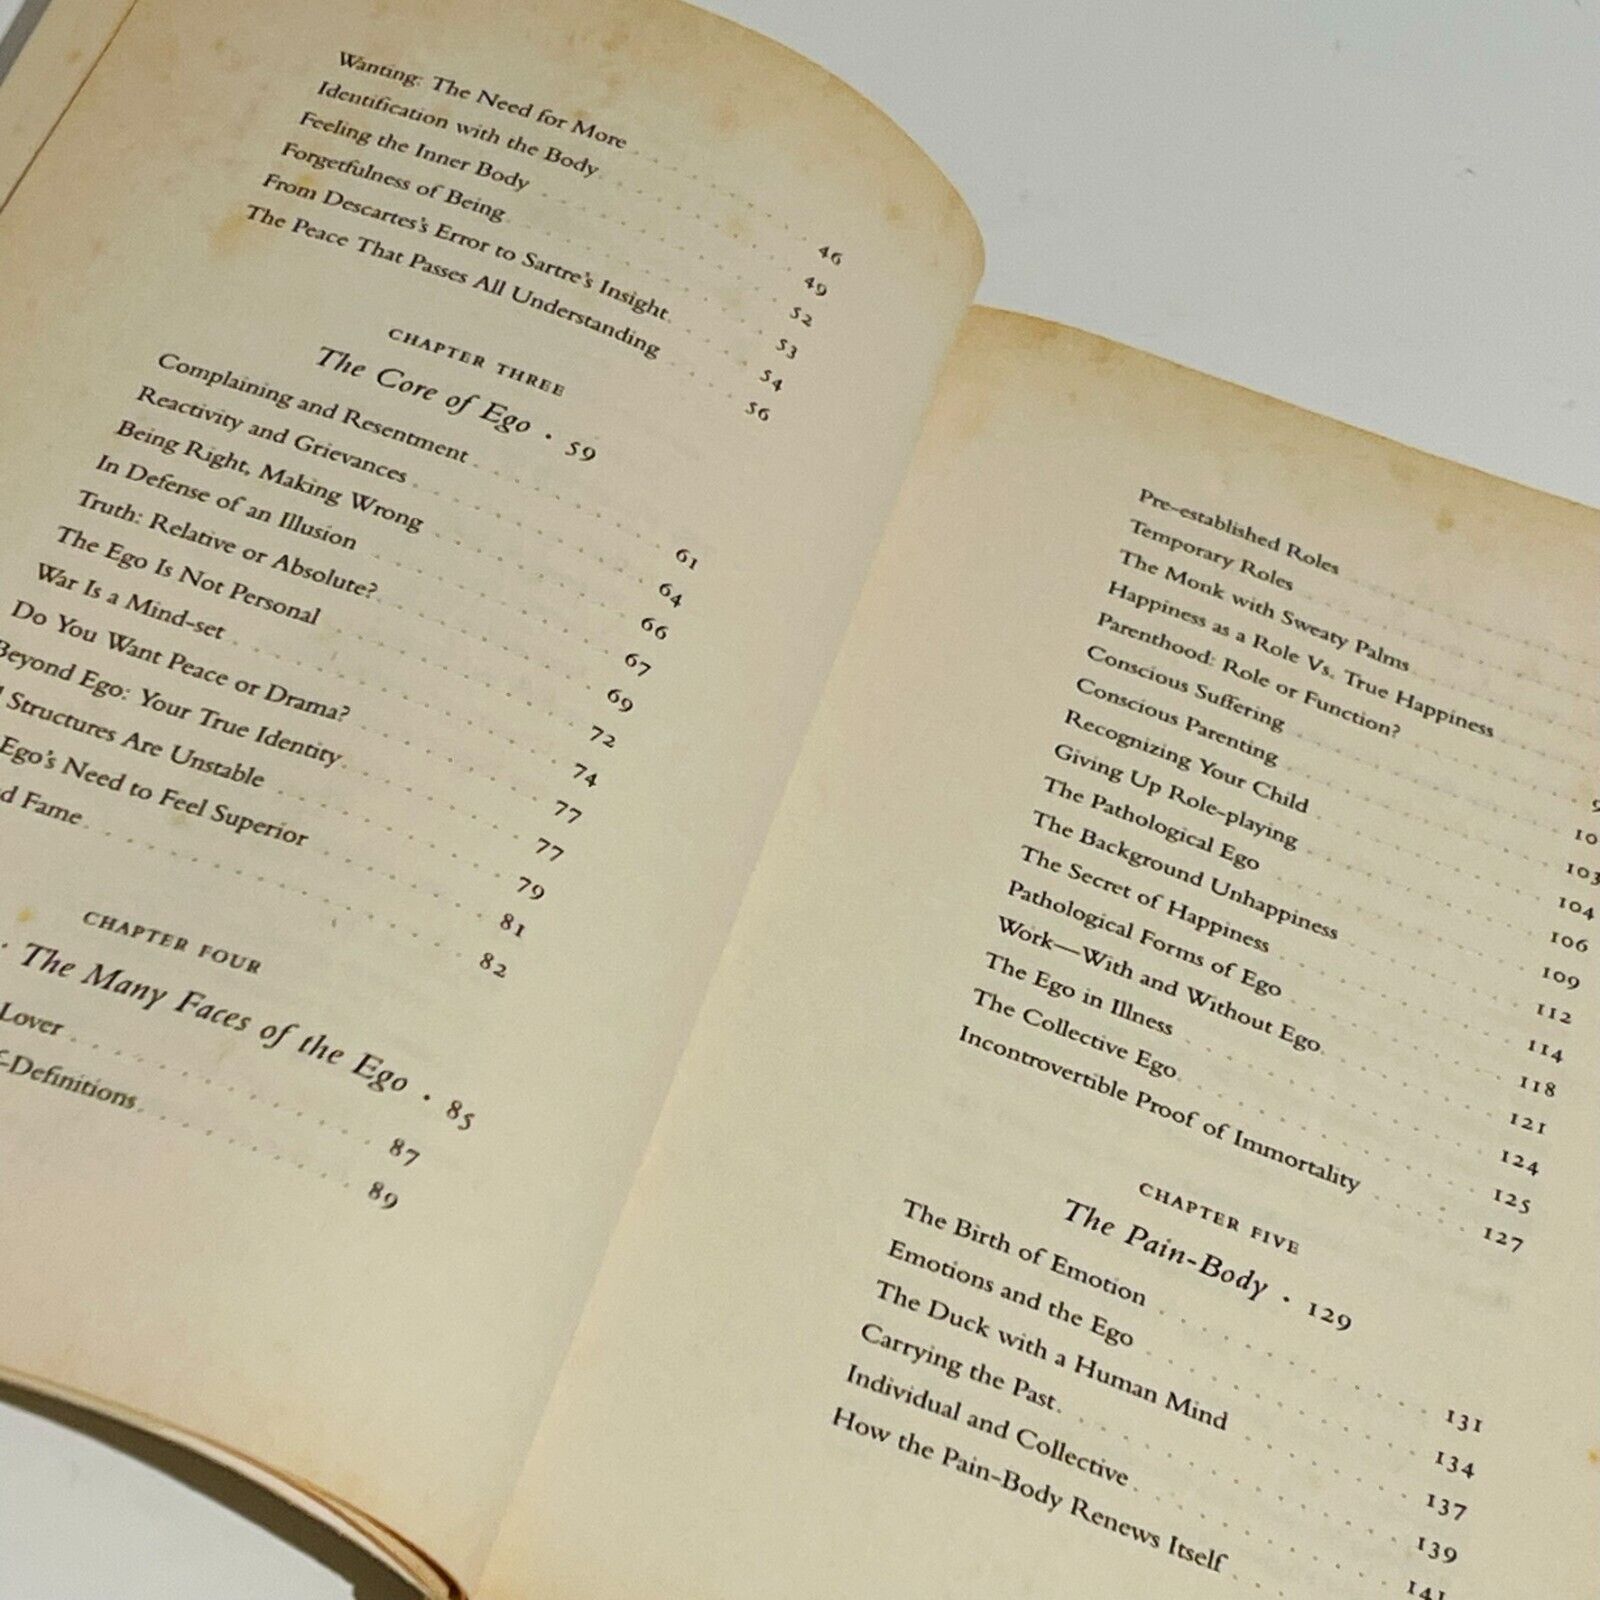 Wanting: The Need for More 46
Identification with the Body 49
Feeling the Inner Body 52
Forgetfulness of Being 53
From Descartes's Error to Sartre's Insight 54
The Peace That Passes All Understanding 56
CHAPTER THREE
The Core of Ego • 59
Complaining and Resentment 61
Reactivity and Grievances 64
Being Right, Making Wrong 66
In Defense of an Illusion 67
Truth: Relative or Absolute? 69
The Ego Is Not Personal 72
War Is a Mind-set 74
Do You Want Peace or Drama? 77
Beyond Ego: Your True Identity 77
Structures Are Unstable 79
Ego's Need to Feel Superior 81
Fame 82
CHAPTER FOUR
The Many Faces of the Ego • 85
Lover 87
-Definitions 89
Pre-established Roles
Temporary Roles
The Monk with Sweaty Palms
Happiness as a Role Vs. True Happiness
Parenthood: Role or Function?
Conscious Suffering
Conscious Parenting 103
Recognizing Your Child 104
Giving Up Role-playing 106
The Pathological Ego 109
The Background Unhappiness 112
The Secret of Happiness 114
Pathological Forms of Ego 118
Work—With and Without Ego 121
The Ego in Illness 124
The Collective Ego 125
Incontrovertible Proof of Immortality 127
CHAPTER FIVE
The Pain-Body • 129
The Birth of Emotion 131
Emotions and the Ego 134
The Duck with a Human Mind 137
Carrying the Past 139
Individual and Collective 141
How the Pain-Body Renews Itself